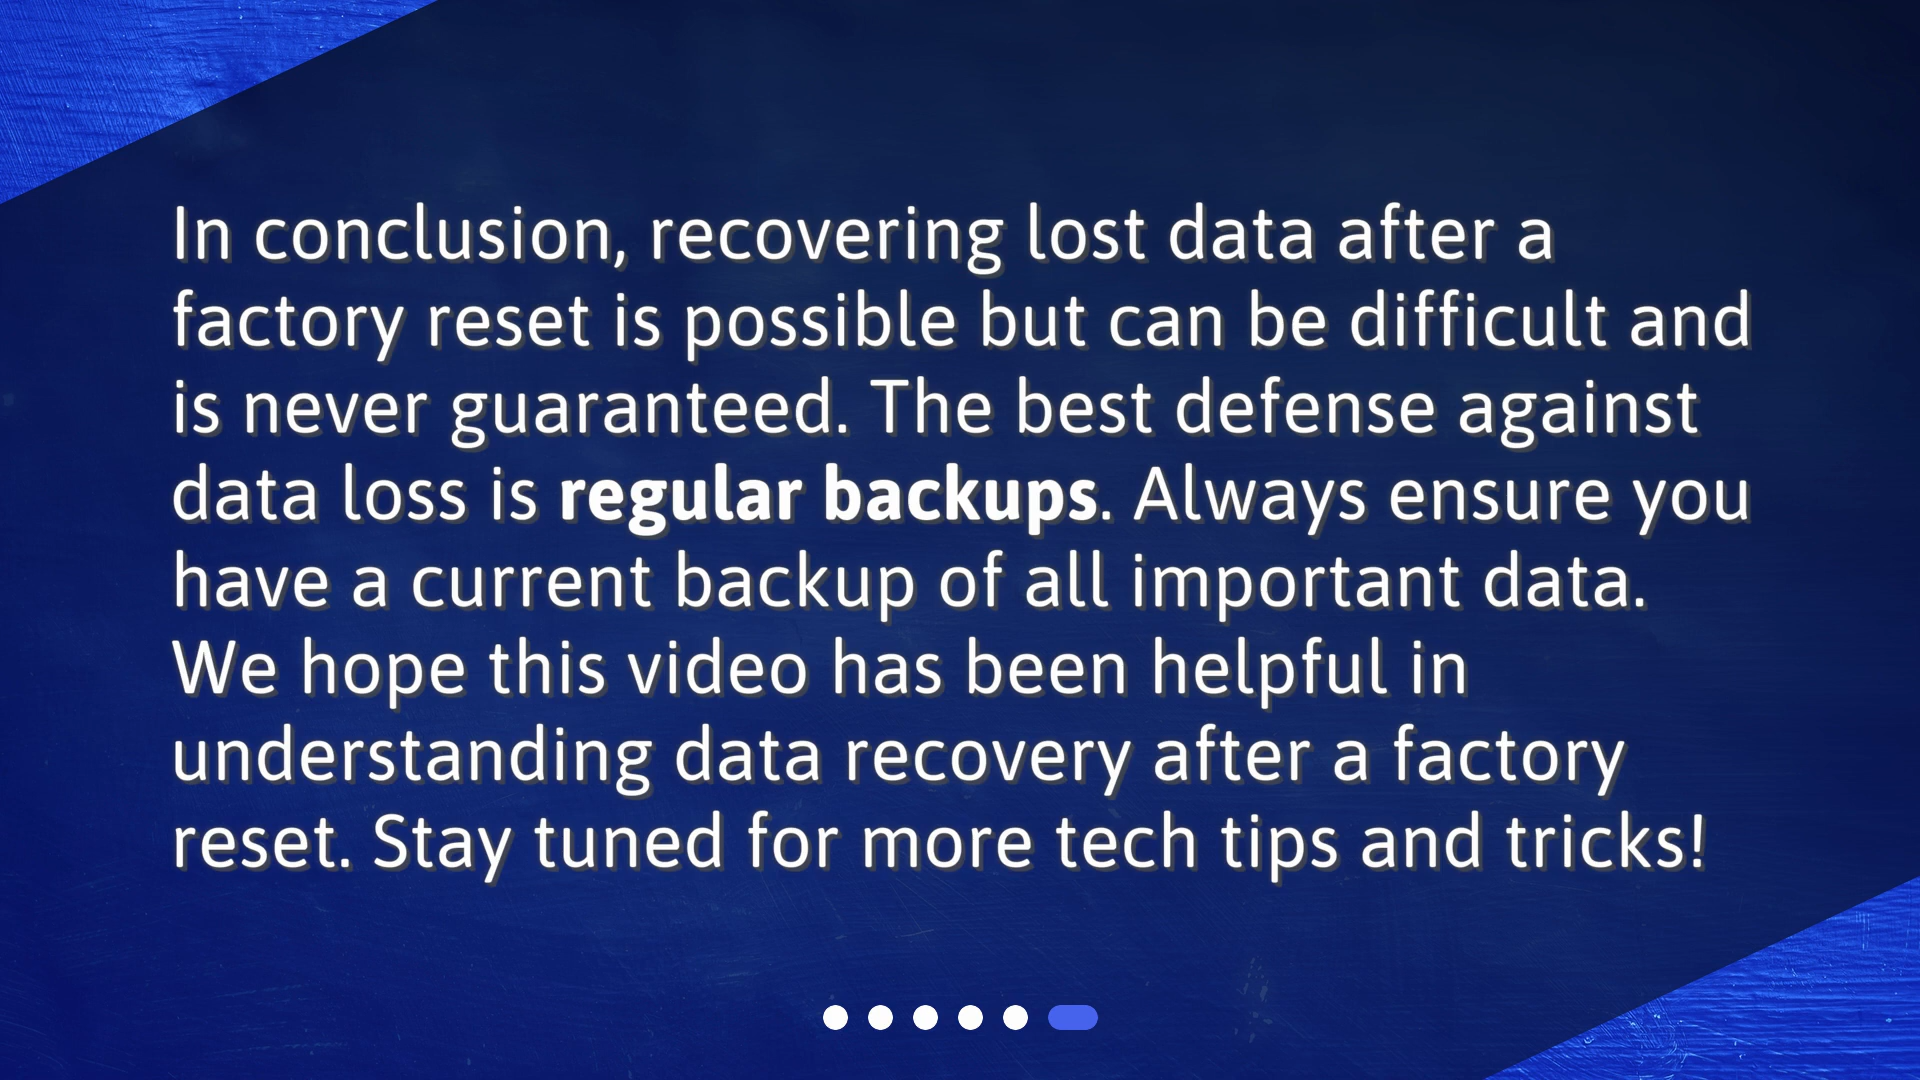 In conclusion, recovering lost data after a
factory reset is possible but can be difficult and
is never guaranteed. The best defense against
data loss is regular backups. Always ensure you
have a current backup of all important data.
We hope this video has been helpful in
understanding data recovery after a factory
reset. Stay tuned for more tech tips and tricks!